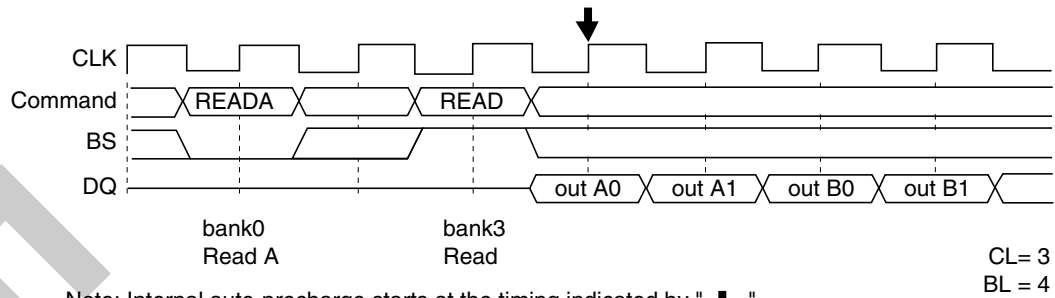 CLK
Command READA READ
BS
DQ out A0 out A1 out B0 out B1
bank0 bank3
Read A Read CL= 3
BL = 4
Note: Internal auto-precharge starts at the timing indicated by " ".